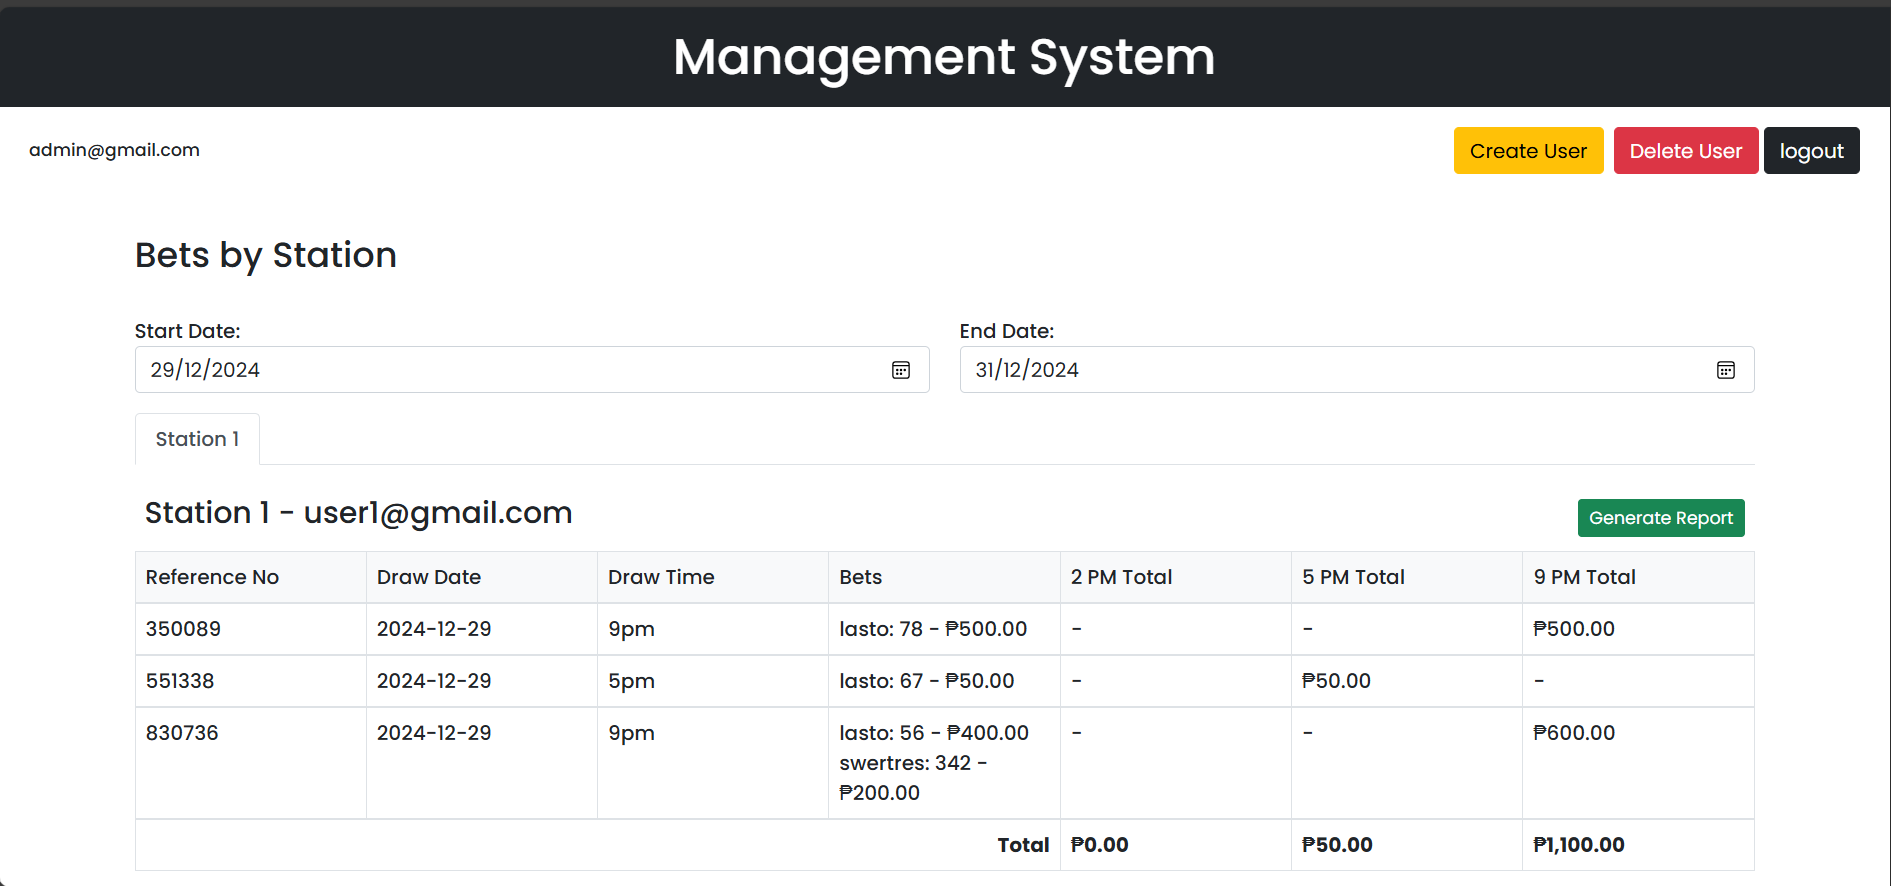 Management System
admin@gmail.com
Create User
Delete User
logout
Bets by Station
Start Date:
End Date:
29/12/2024
31/12/2024
Station 1
Station 1 - user1@gmail.com
Generate Report
Reference No Draw Date Draw Time Bets 2 PM Total 5 PM Total 9 PM Total
350089 2024-12-29 9pm lasto: 78 - ₱500.00 - - ₱500.00
551338 2024-12-29 5pm lasto: 67 - ₱50.00 - ₱50.00 -
830736 2024-12-29 9pm lasto: 56 - ₱400.00 - - ₱600.00
swertres: 342 -
₱200.00
Total ₱0.00 ₱50.00 ₱1,100.00